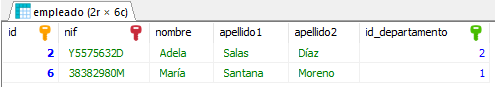 empleado (2r × 6c)
id nif nombre apellido1 apellido2 id_departamento
2 Y5575632D Adela Salas Díaz 2
6 38382980M María Santana Moreno 1